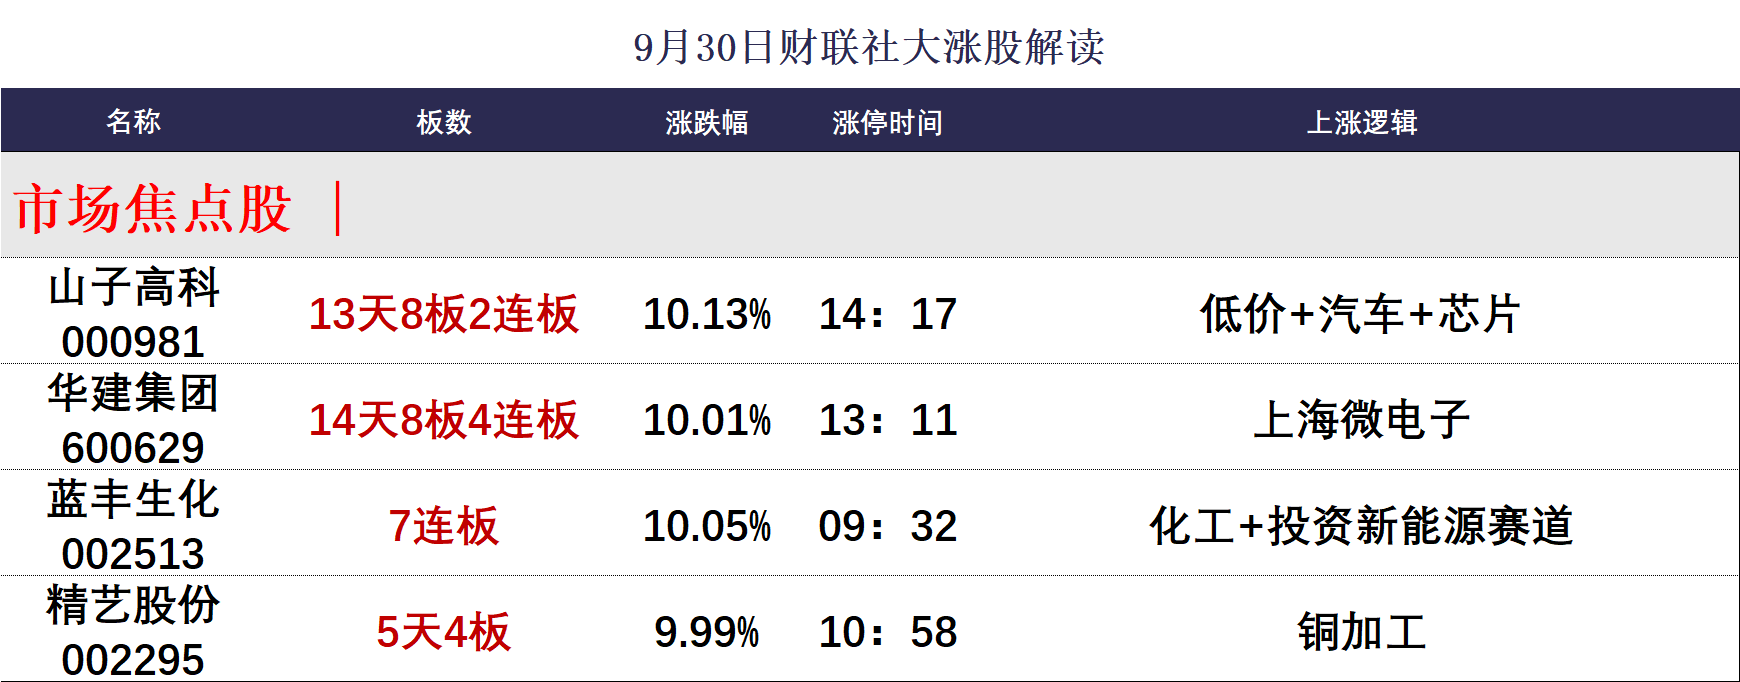 9月30日财联社大涨股解读
名称 板数 涨跌幅 涨停时间 上涨逻辑
市场焦点股 ｜
山子高科
000981 13天8板2连板 10.13% 14：17 低价+汽车+芯片
华建集团
600629 14天8板4连板 10.01% 13：11 上海微电子
蓝丰生化
002513 7连板 10.05% 09：32 化工+投资新能源赛道
精艺股份
002295 5天4板 9.99% 10：58 铜加工